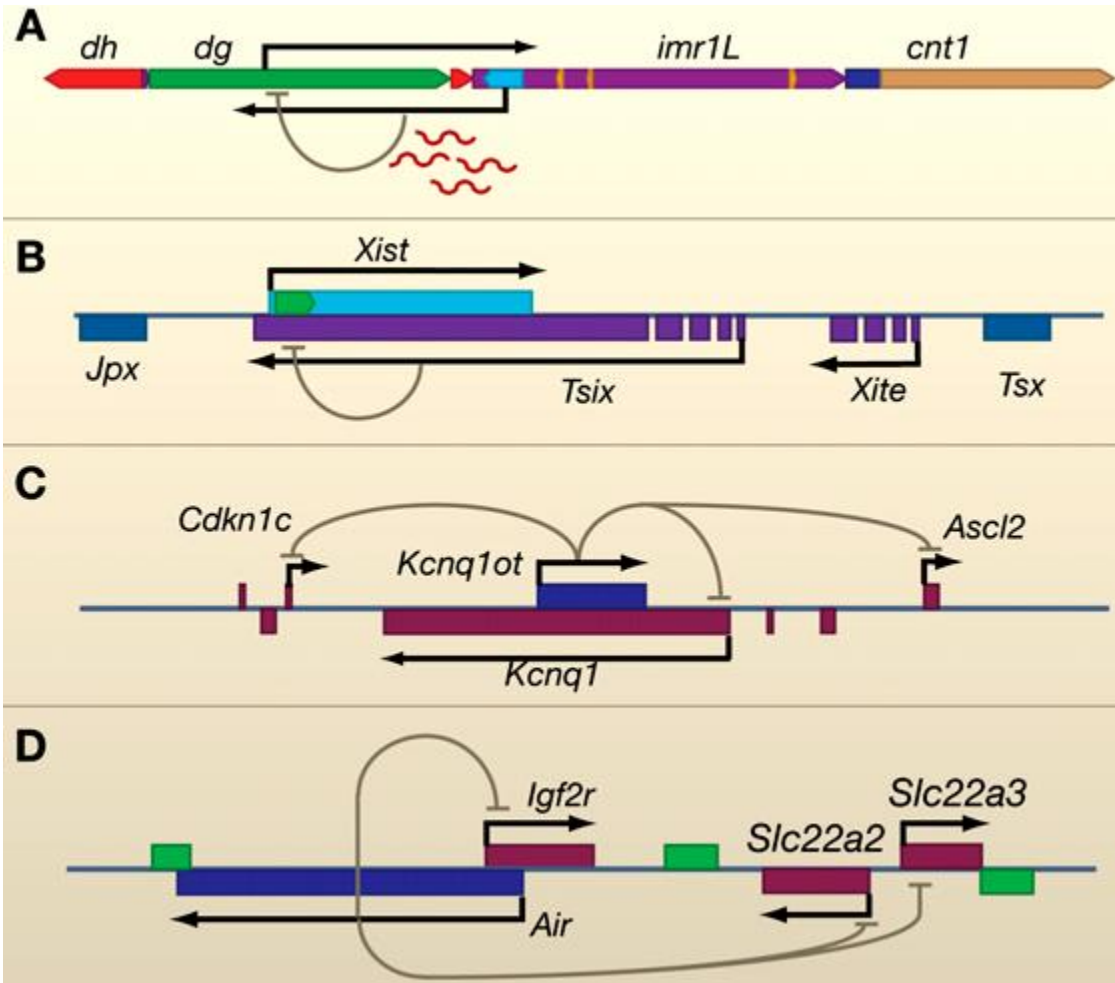 A
dh
dg
imr1L
cnt1
B
Xist
Jpx
Tsix
Xite
Tsx
C
Cdkn1c
Kcnq1ot
Ascl2
Kcnq1
D
Igf2r
Slc22a3
Slc22a2
Air